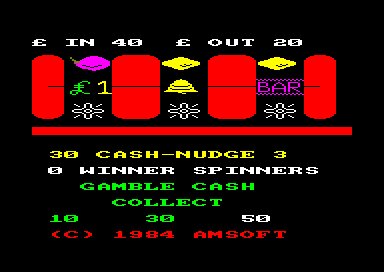 £ IN 40 £ OUT 20
£1 BAR
30 CASH-NUDGE 3
0 WINNER SPINNERS
GAMBLE CASH
COLLECT
10 30 50
(C) 1984 AMSOFT